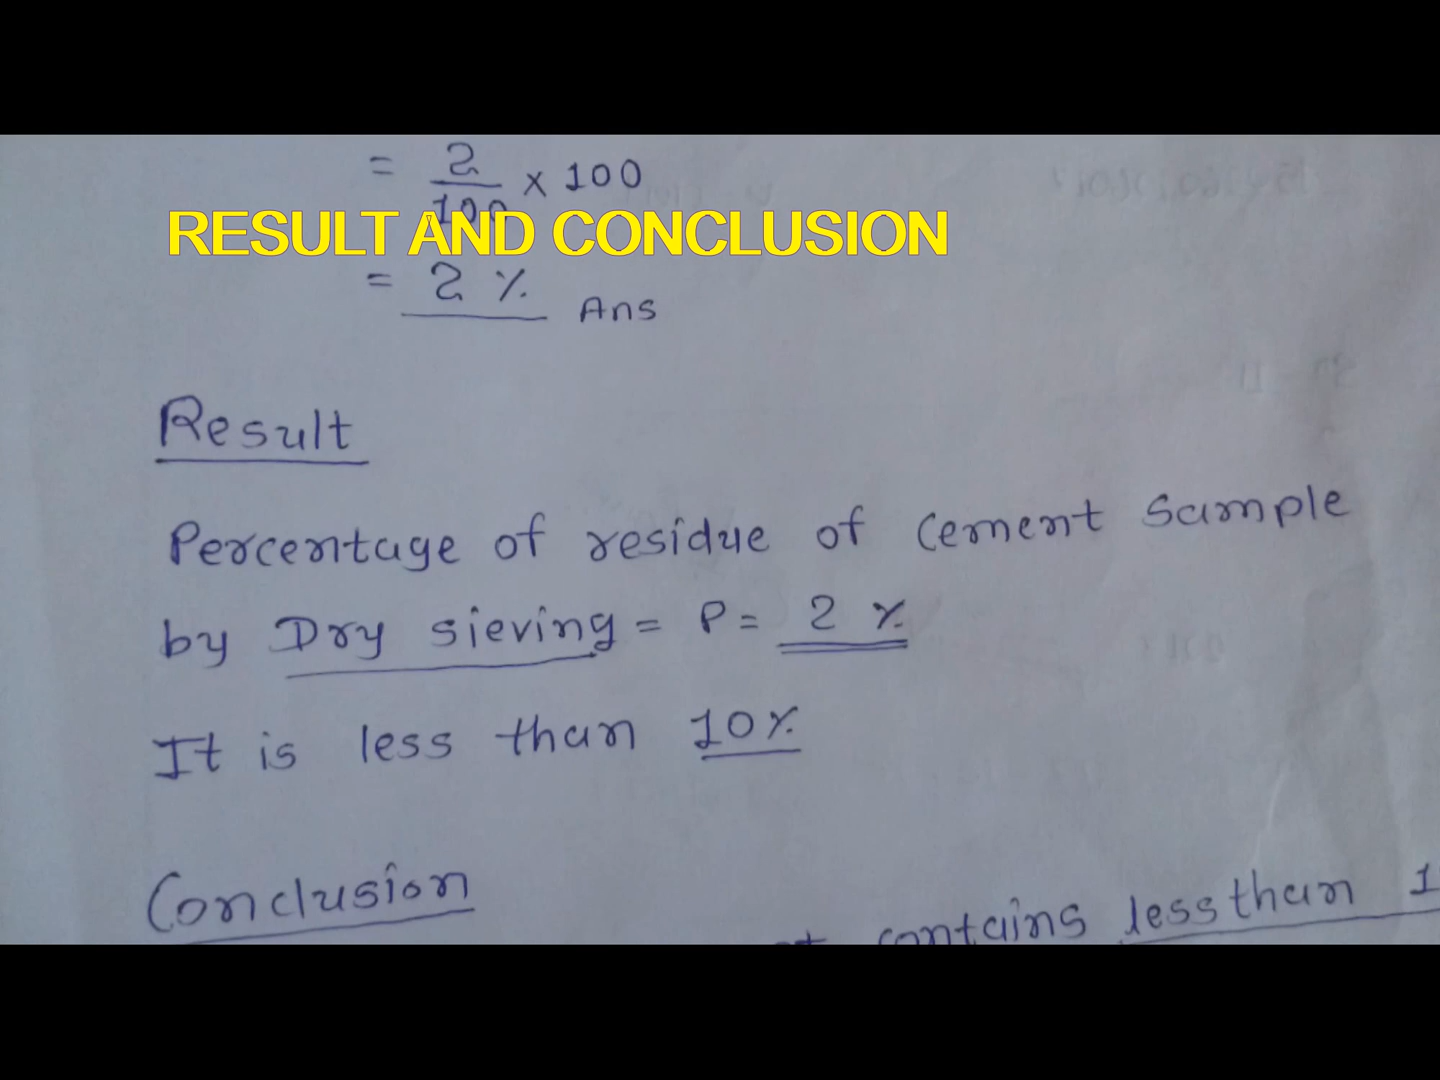 = 2/100 × 100
RESULT AND CONCLUSION
= 2 % Ans
Result
Percentage of residue of cement sample
by Dry sieving = P = 2 %
It is less than 10%
Conclusion
contains less than 1